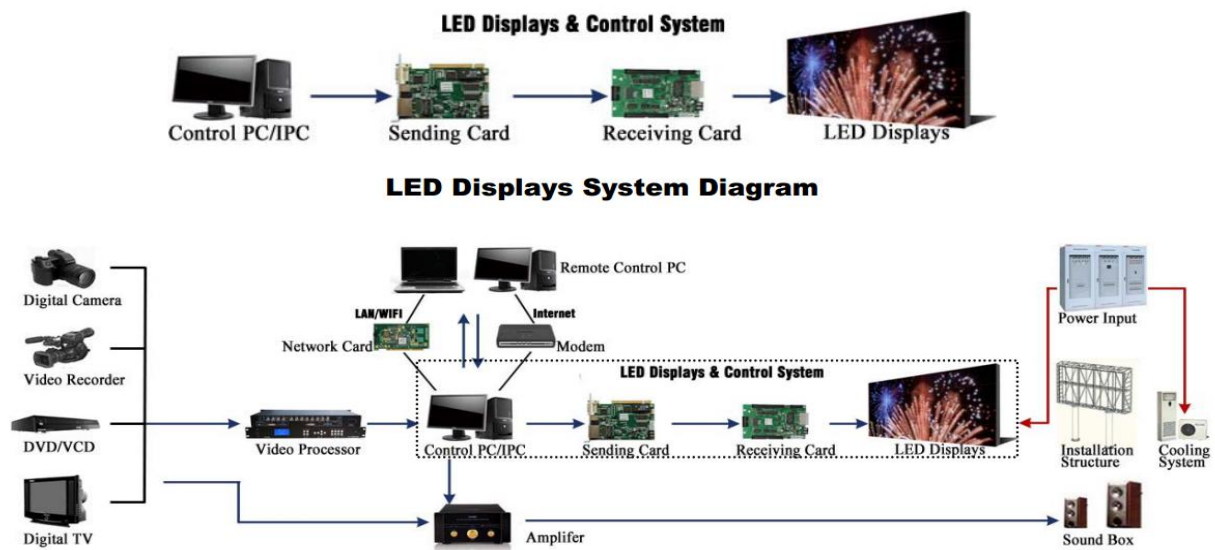 LED Displays & Control System
Control PC/IPC
Sending Card
Receiving Card
LED Displays
LED Displays System Diagram
Digital Camera
Video Recorder
DVD/VCD
Digital TV
Video Processor
Remote Control PC
LAN/WIFI
Internet
Network Card
Modem
LED Displays & Control System
Control PC/IPC
Sending Card
Receiving Card
LED Displays
Amplifer
Power Input
Installation
Structure
Cooling
System
Sound Box